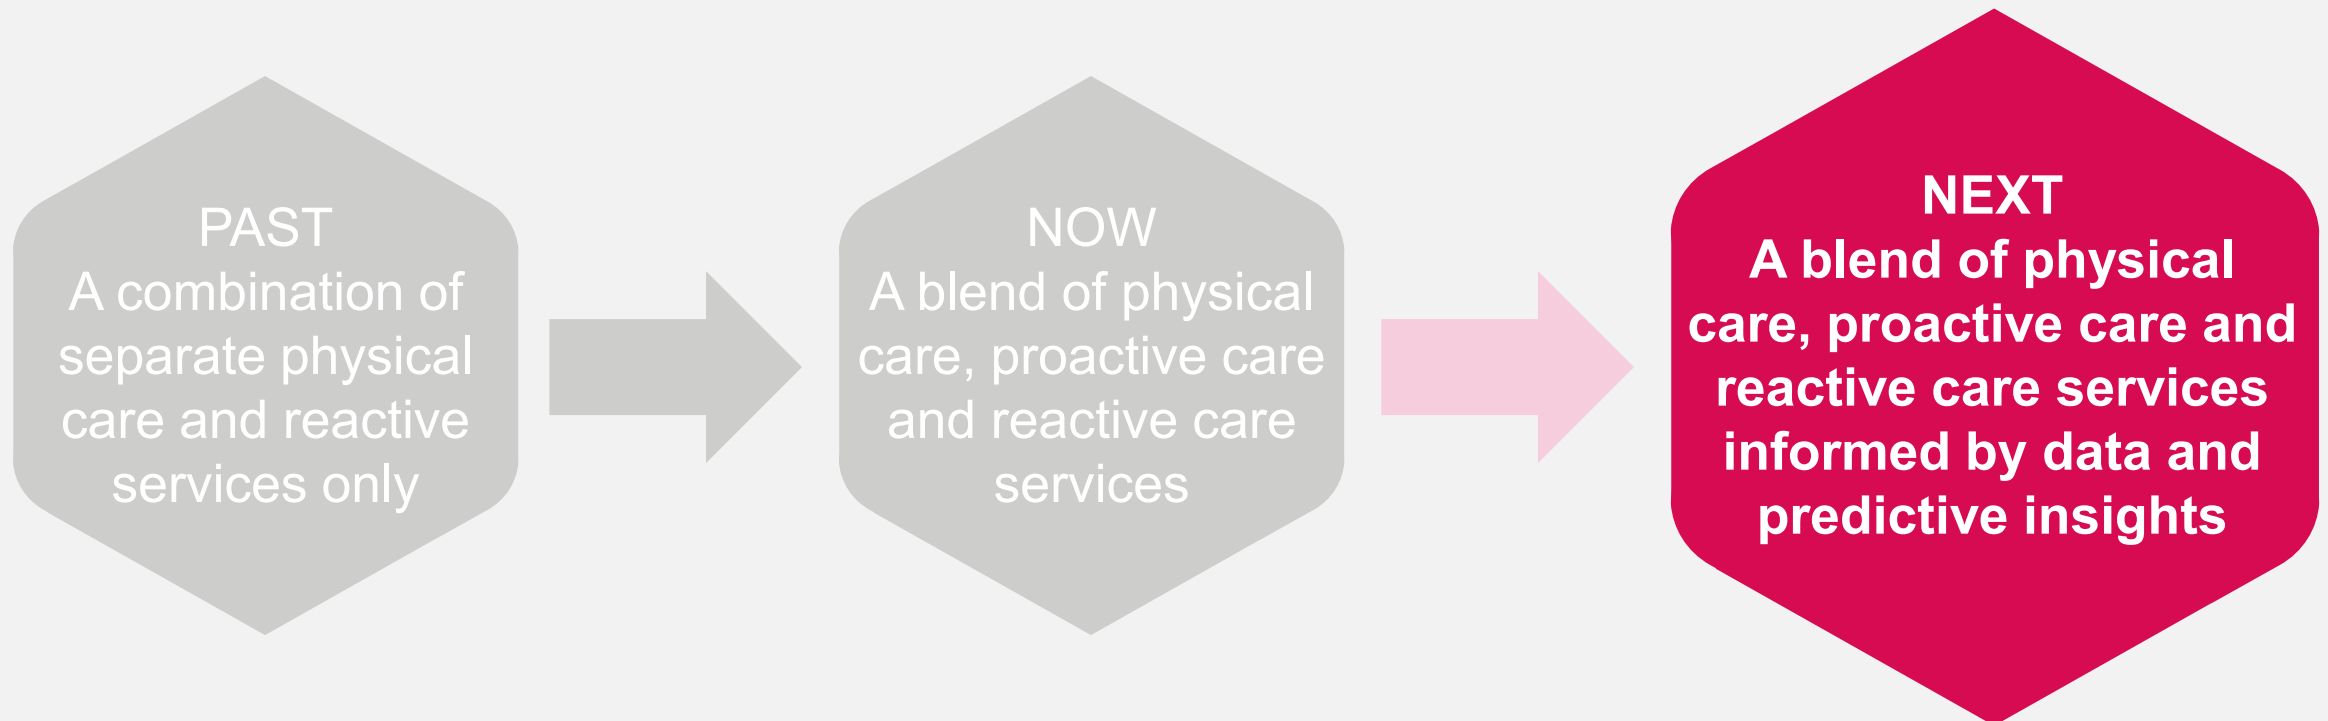 PAST
A combination of
separate physical
care and reactive
services only
NOW
A blend of physical
care, proactive care
and reactive care
services
NEXT
A blend of physical
care, proactive care and
reactive care services
informed by data and
predictive insights